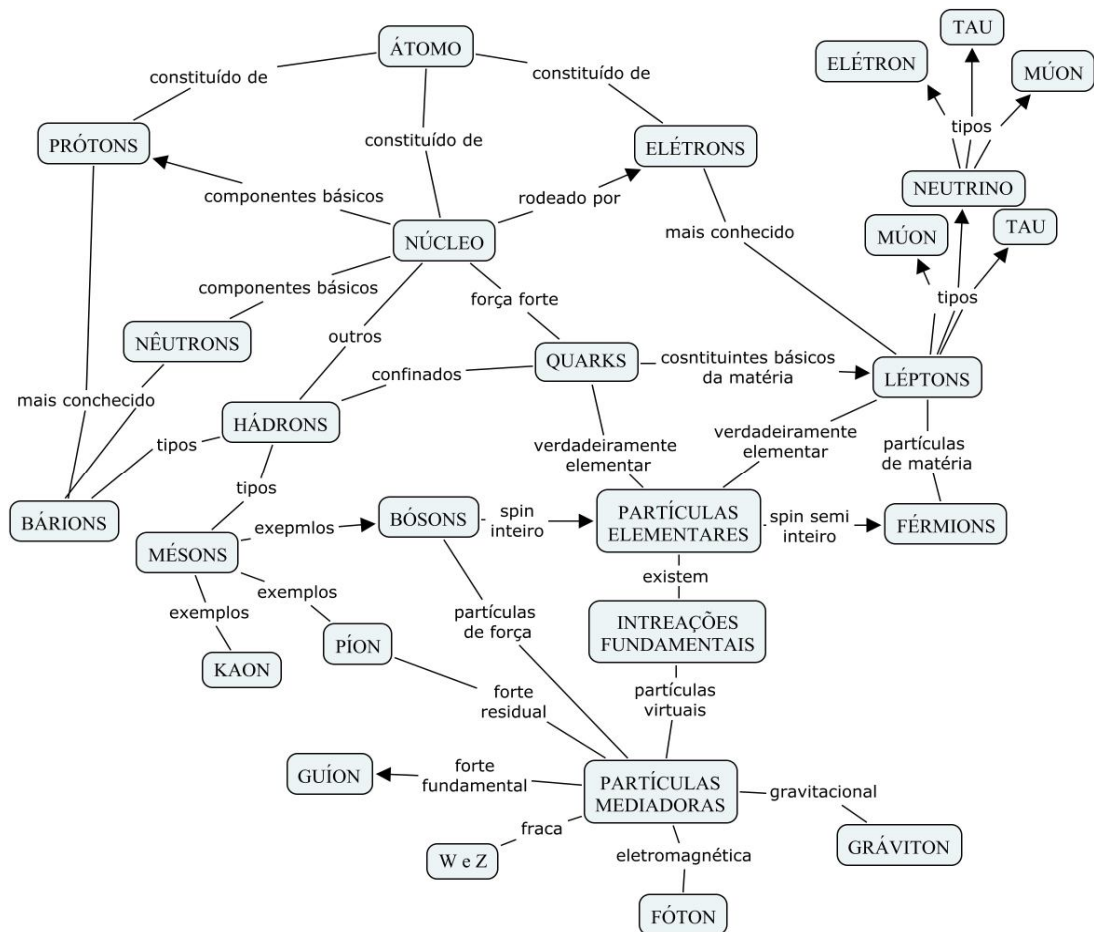 TAU
ÁTOMO
ELÉTRON
MÚON
constituído de
constituído de
tipos
PRÓTONS
constituído de
ELÉTRONS
NEUTRINO
componentes básicos
rodeado por
MÚON
TAU
NÚCLEO
mais conhecido
componentes básicos
força forte
tipos
NÊUTRONS
outros
QUARKS
cosntituintes básicos
da matéria
LÉPTONS
confinados
mais conchecido
HÁDRONS
tipos
verdadeiramente
elementar
verdadeiramente
elementar
partículas
de matéria
tipos
BÁRIONS
MÉSONS
exepmlos
BÓSONS
spin
inteiro
PARTÍCULAS
ELEMENTARES
spin semi
inteiro
FÉRMIONS
existem
exemplos
exemplos
partículas
de força
INTREAÇÕES
FUNDAMENTAIS
PÍON
KAON
forte
residual
partículas
virtuais
GUÍON
forte
fundamental
PARTÍCULAS
MEDIADORAS
gravitacional
fraca
W e Z
eletromagnética
GRÁVITON
FÓTON